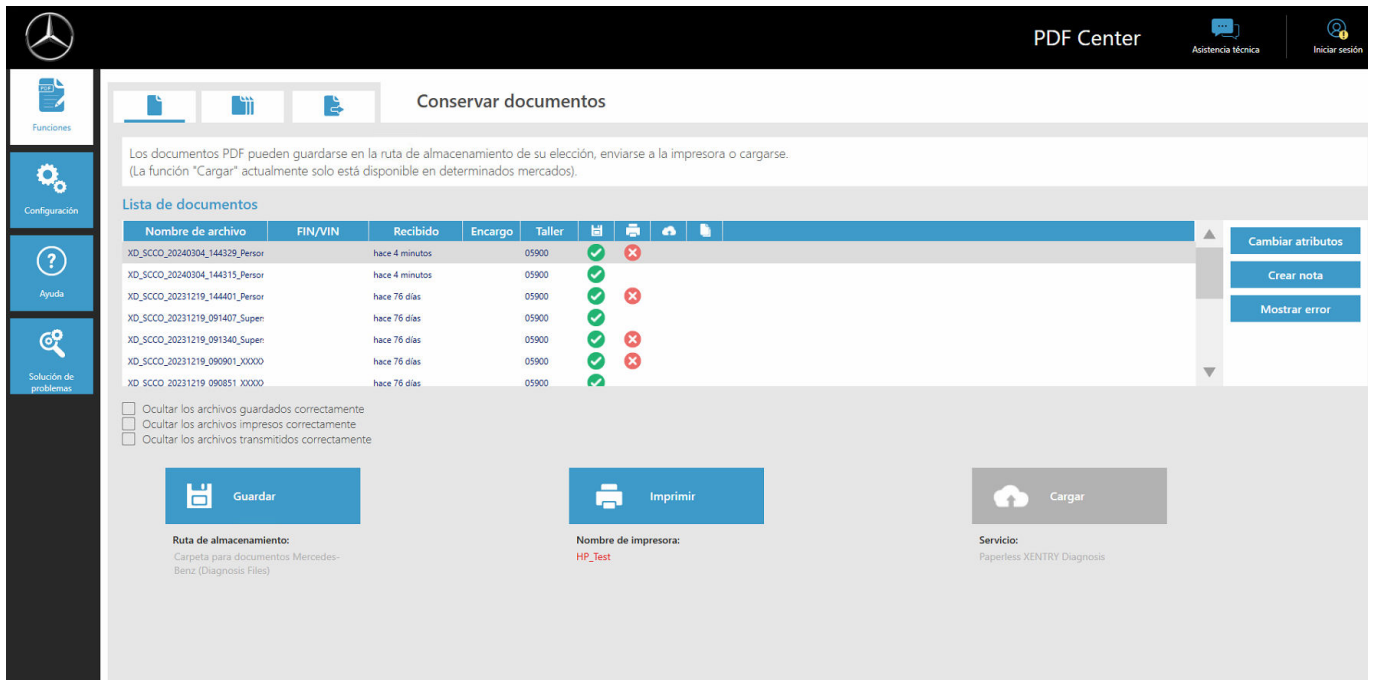 PDF Center
Asistencia técnica
Iniciar sesión
PDF
Funciones
Configuración
Ayuda
Solución de
problemas
Conservar documentos
Los documentos PDF pueden guardarse en la ruta de almacenamiento de su elección, enviarse a la impresora o cargarse.
(La función "Cargar" actualmente solo está disponible en determinados mercados).
Lista de documentos
Nombre de archivo FIN/VIN Recibido Encargo Taller
XD_SCCO_20240304_144329_Persor hace 4 minutos 05900
XD_SCCO_20240304_144315_Persor hace 4 minutos 05900
XD_SCCO_20231219_144401_Persor hace 76 días 05900
XD_SCCO_20231219_091407_Super: hace 76 días 05900
XD_SCCO_20231219_091340_Super: hace 76 días 05900
XD_SCCO_20231219_090901_XXXXX hace 76 días 05900
XD_SCCO_20231219_090851_XXXXX hace 76 días 05900
Cambiar atributos
Crear nota
Mostrar error
Ocultar los archivos guardados correctamente
Ocultar los archivos impresos correctamente
Ocultar los archivos transmitidos correctamente
Guardar
Imprimir
Cargar
Ruta de almacenamiento:
Carpeta para documentos Mercedes-
Benz (Diagnosis Files)
Nombre de impresora:
HP_Test
Servicio:
Paperless XENTRY Diagnosis